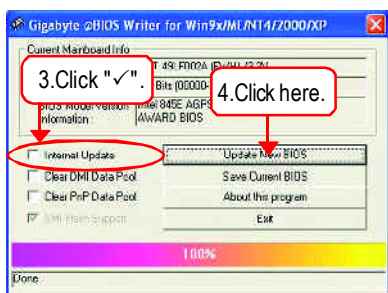 Gigabyte @BIOS Writer for Win9x/ME/NT4/2000/XP
Current Mainboard Info
3.Click "✓".
4.Click here.
BIOS Model Version
Information :
Intel 845E AGPS
AWARD BIOS
Internet Update
Update New BIOS
Clear DMI Data Pool
Save Current BIOS
Clear PnP Data Pool
About this program
Exit
100%
Done